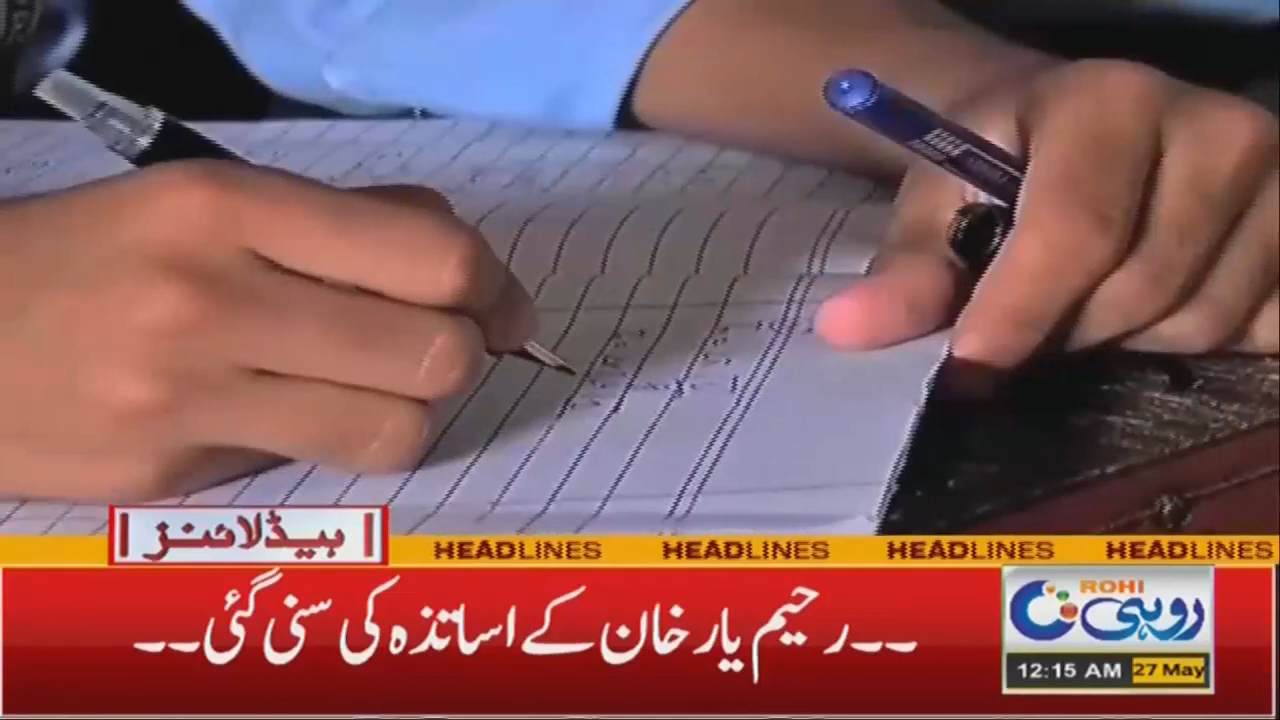 ہیڈلائنز
HEADLINES HEADLINES HEADLINES HEADLINES
۔۔رحیم یار خان کے اساتذہ کی سنی گئی۔۔
ROHI
روہی
12:15 AM 27 May